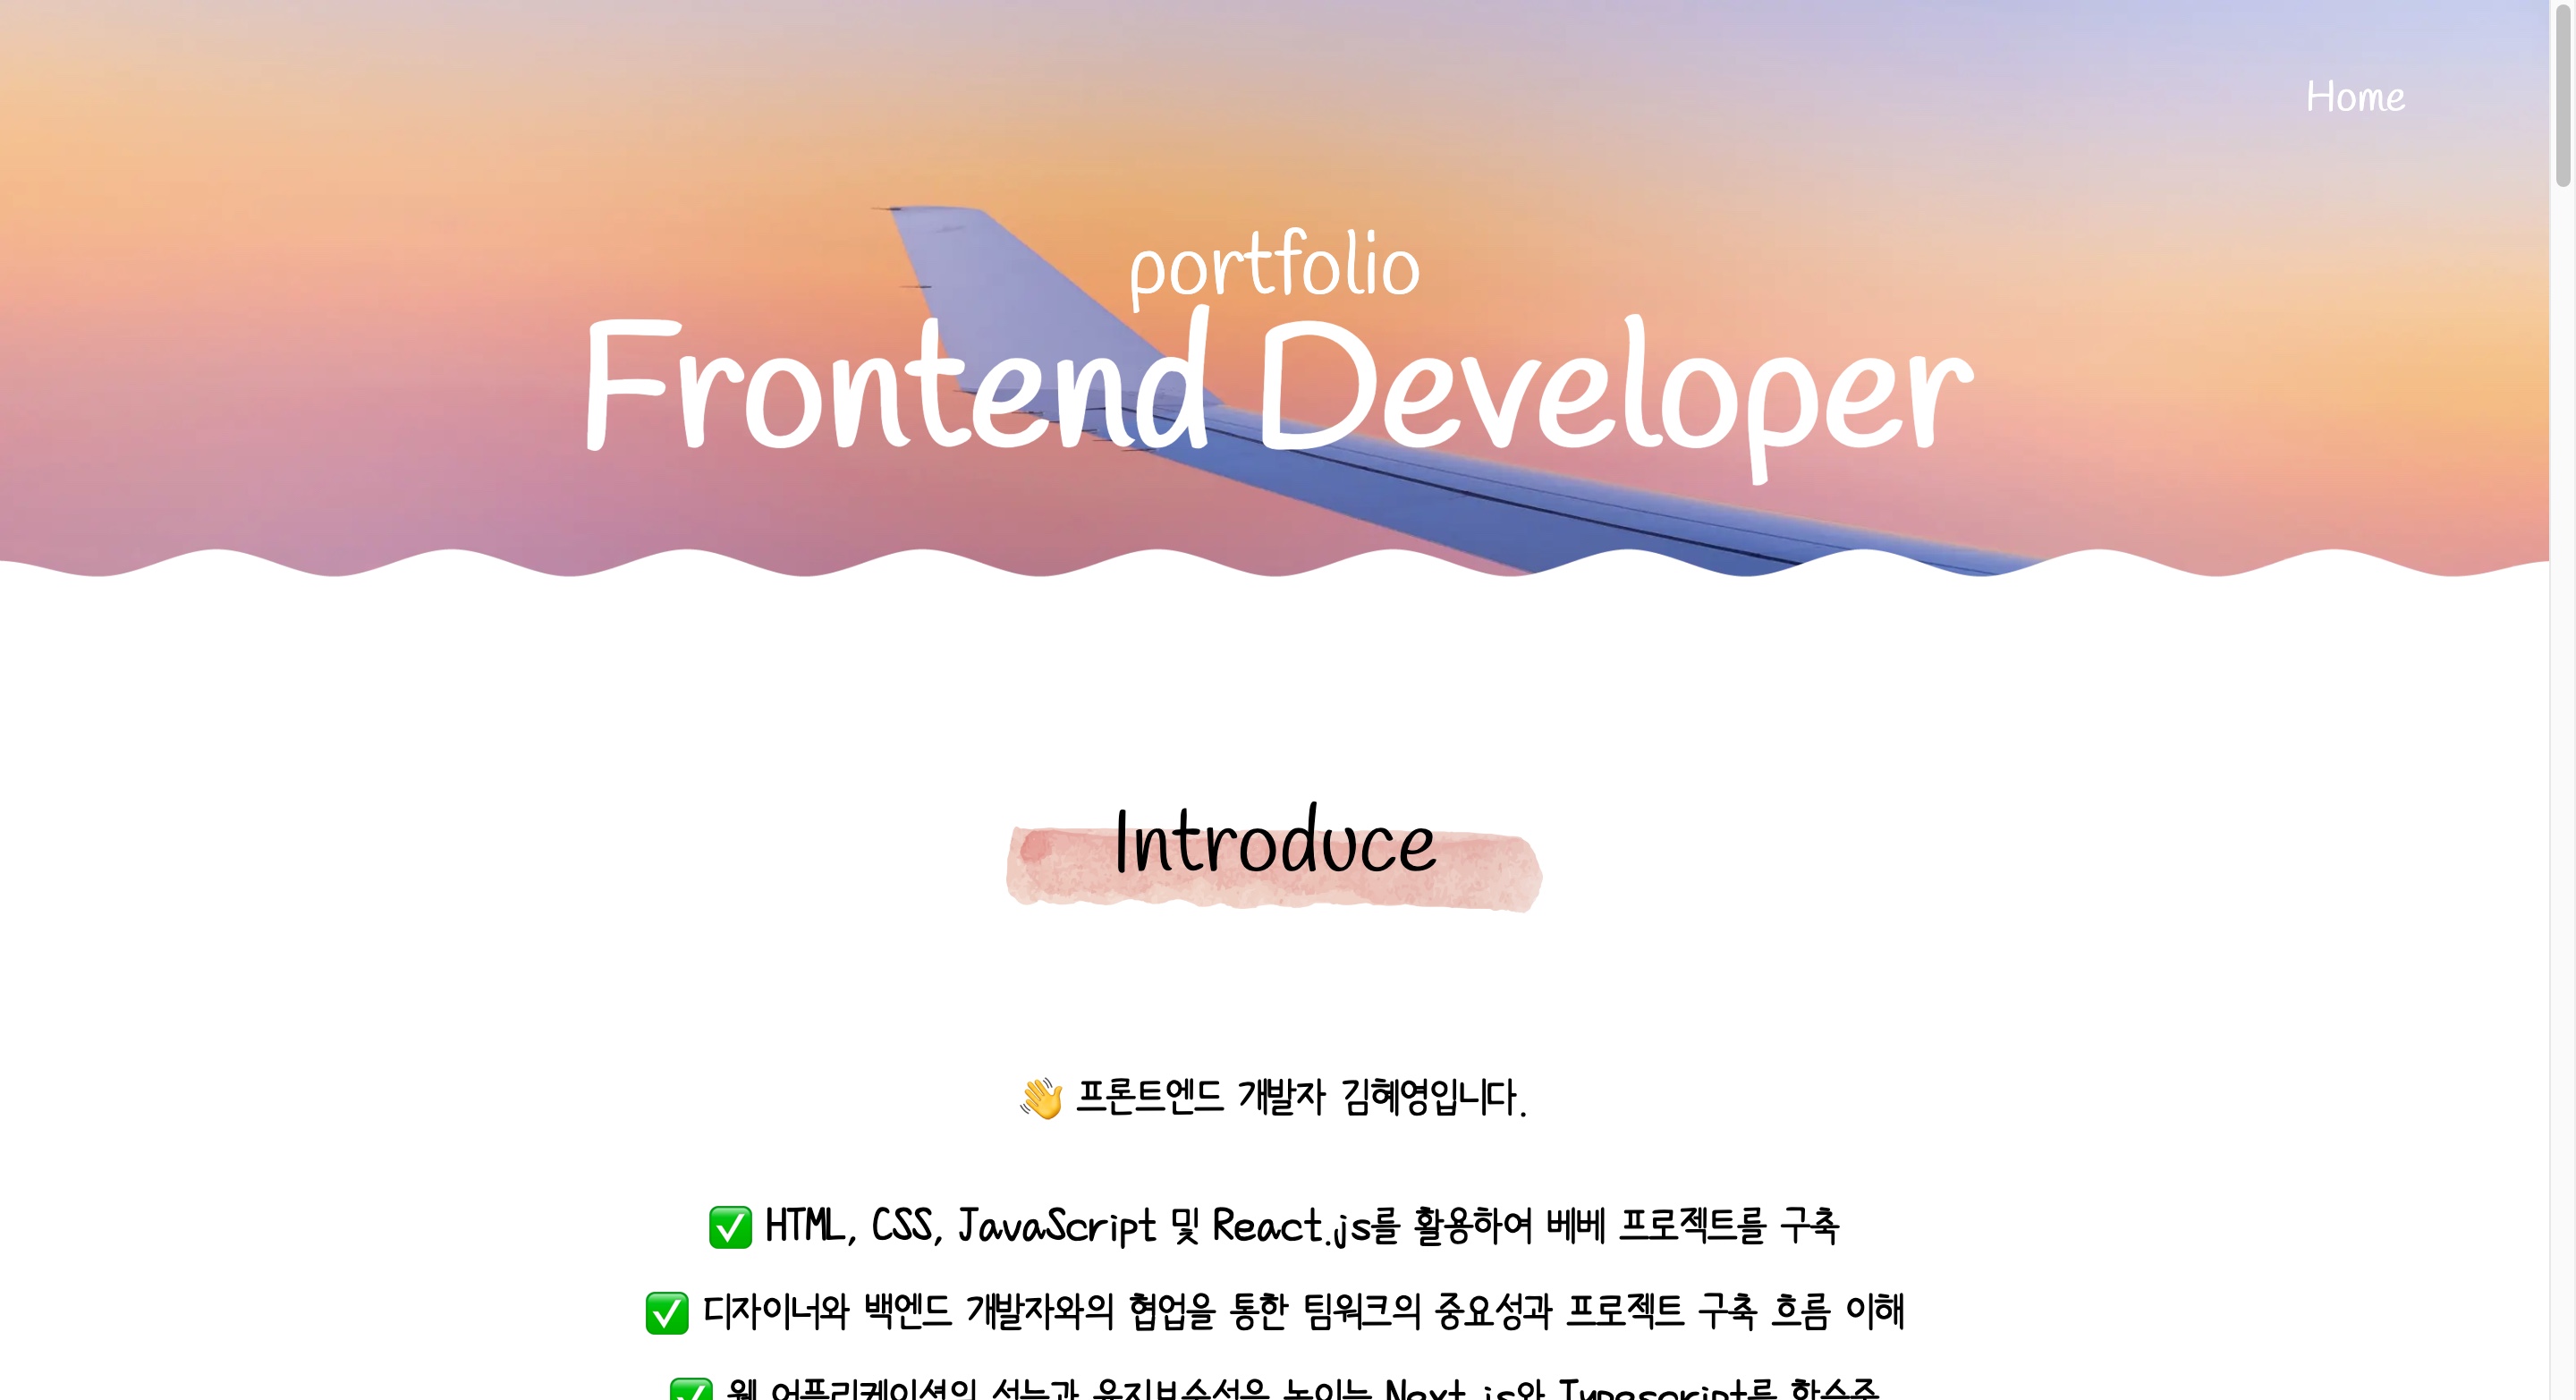 Home
portfolio
Frontend Developer
Introduce
👋 프론트엔드 개발자 김혜영입니다.
✅ HTML, CSS, JavaScript 및 React.js를 활용하여 베베 프로젝트를 구축
✅ 디자이너와 백엔드 개발자와의 협업을 통한 팀워크의 중요성과 프로젝트 구축 흐름 이해
✅ 웹 어플리케이션의 성능과 유지보수성을 높이는 Next.js와 Typescript를 학습중